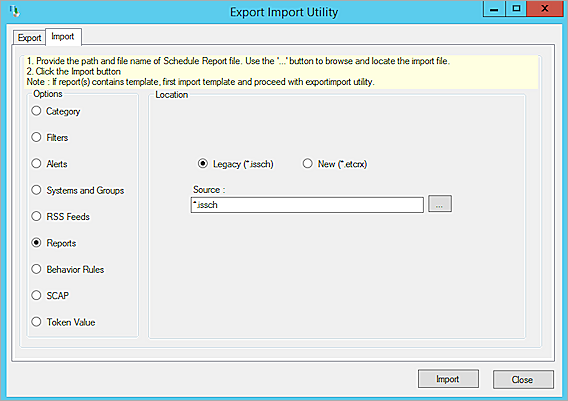 Export Import Utility
Export Import
1. Provide the path and file name of Schedule Report file. Use the '...' button to browse and locate the import file.
2. Click the Import button
Note : If report(s) contains template, first import template and proceed with exportimport utility.
Options
Location
Category
Filters
Alerts
Legacy (*.issch) New (*.etcrx)
Systems and Groups
Source :
*.issch ...
RSS Feeds
Reports
Behavior Rules
SCAP
Token Value
Import Close